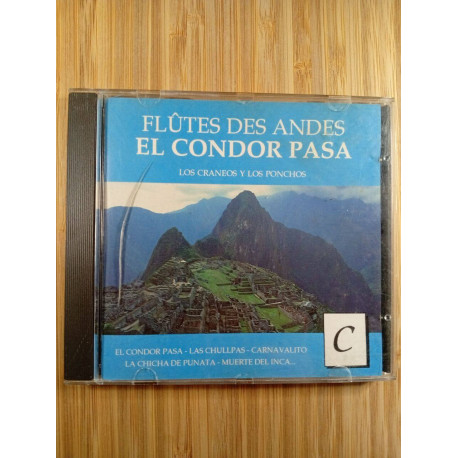 FLÛTES DES ANDES
EL CONDOR PASA
LOS CRANEOS Y LOS PONCHOS
EL CONDOR PASA - LAS CHULLPAS - CARNAVALITO
LA CHICHA DE PUNATA - MUERTE DEL INCA...
C